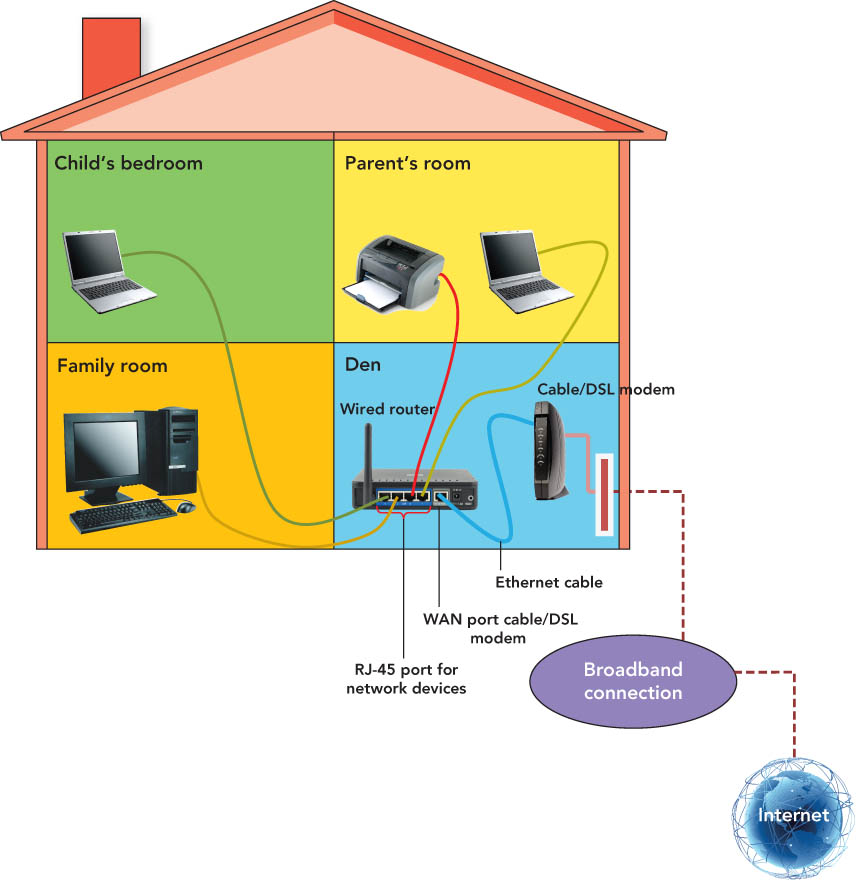 Child's bedroom
Parent's room
Family room
Den
Cable/DSL modem
Wired router
Ethernet cable
WAN port cable/DSL
modem
RJ-45 port for
network devices
Broadband
connection
Internet